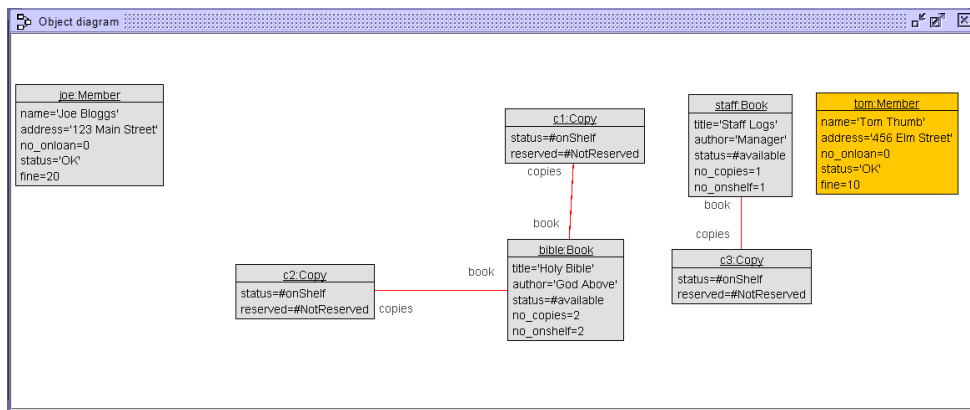 Object diagram
joe:Member
name='Joe Bloggs'
address='123 Main Street'
no_onloan=0
status='OK'
fine=20
c1:Copy
status=#onShelf
reserved=#NotReserved
copies
book
staff:Book
title='Staff Logs'
author='Manager'
status=#available
no_copies=1
no_onshelf=1
book
copies
tom:Member
name='Tom Thumb'
address='456 Elm Street'
no_onloan=0
status='OK'
fine=10
c2:Copy
status=#onShelf
reserved=#NotReserved
book
copies
bible:Book
title='Holy Bible'
author='God Above'
status=#available
no_copies=2
no_onshelf=2
c3:Copy
status=#onShelf
reserved=#NotReserved